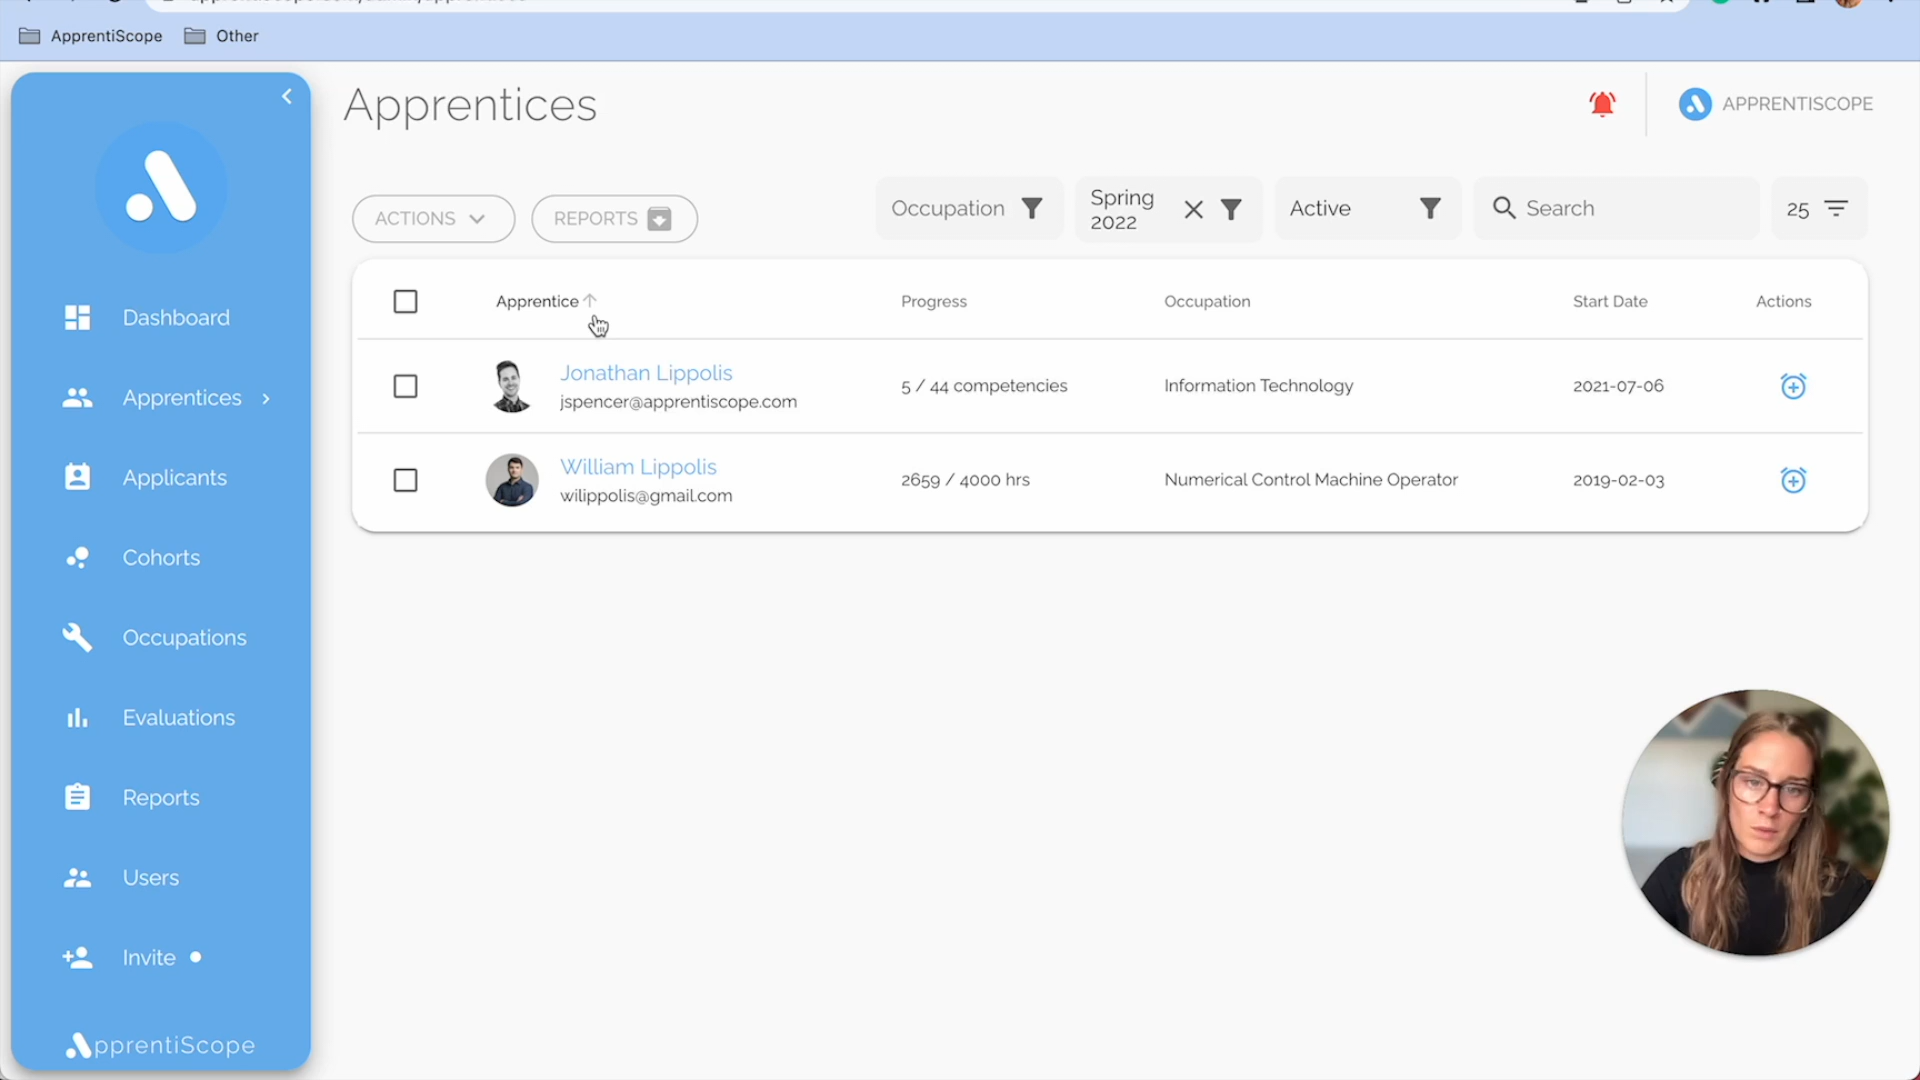 ApprentiScope Other
Apprentices
APPRENTISCOPE
ACTIONS
REPORTS
Occupation
Spring
2022
Active
Search
25
Apprentice Progress Occupation Start Date Actions
Jonathan Lippolis
jspencer@apprentiscope.com
5 / 44 competencies
Information Technology
2021-07-06
William Lippolis
wilippolis@gmail.com
2659 / 4000 hrs
Numerical Control Machine Operator
2019-02-03
Dashboard
Apprentices
Applicants
Cohorts
Occupations
Evaluations
Reports
Users
Invite
pprentiScope